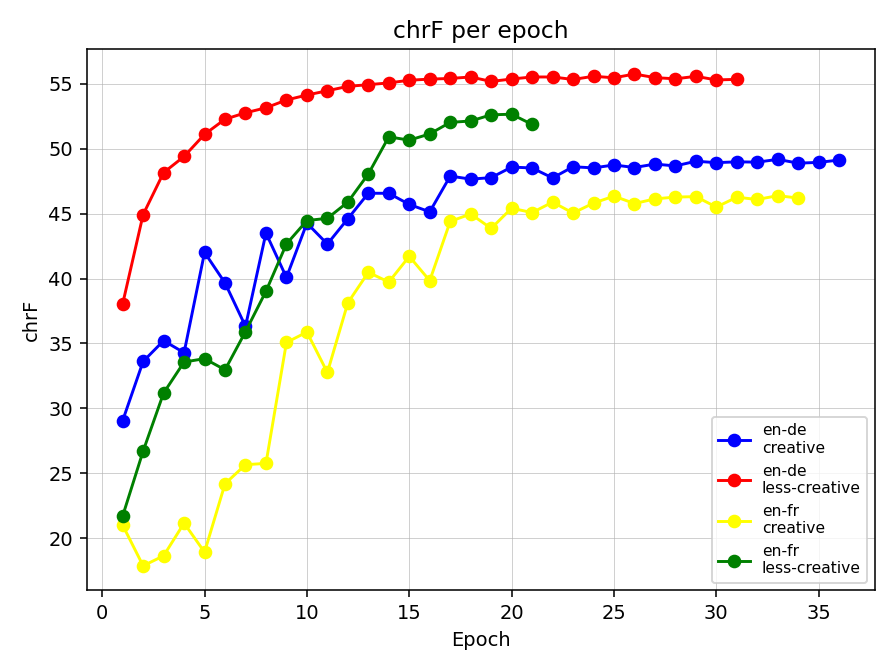 chrF per epoch
chrF
55
50
45
40
35
30
25
20
0
5
10
15
20
25
30
35
Epoch
en-de
creative
en-de
less-creative
en-fr
creative
en-fr
less-creative